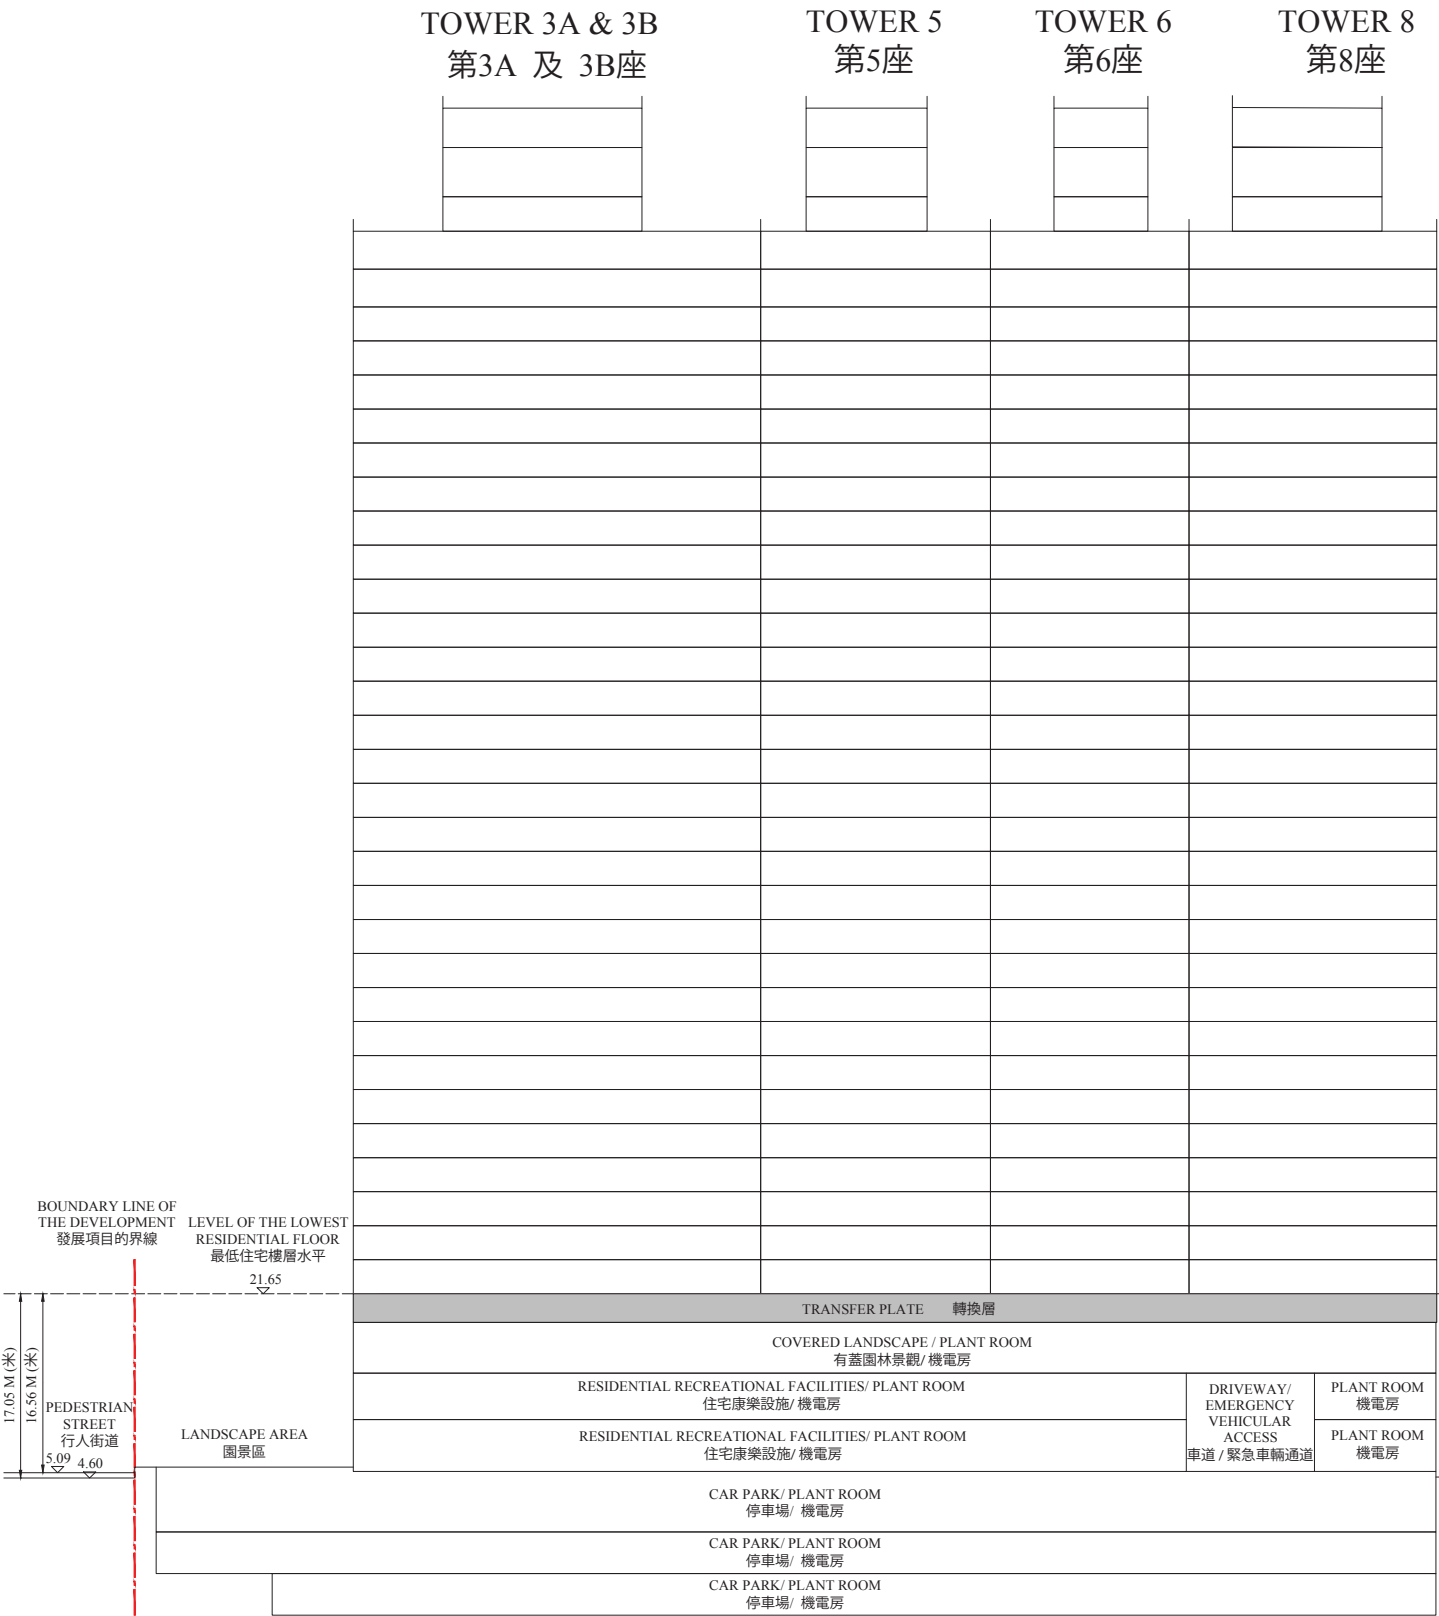 TOWER 3A & 3B
第3A 及 3B座
TOWER 5
第5座
TOWER 6
第6座
TOWER 8
第8座
BOUNDARY LINE OF
THE DEVELOPMENT
發展項目的界線
LEVEL OF THE LOWEST
RESIDENTIAL FLOOR
最低住宅樓層水平
21.65
17.05 M (米)
16.56 M (米)
PEDESTRIAN
STREET
行人街道
5.09
4.60
LANDSCAPE AREA
園景區
TRANSFER PLATE 轉換層
COVERED LANDSCAPE / PLANT ROOM
有蓋園林景觀/ 機電房
RESIDENTIAL RECREATIONAL FACILITIES/ PLANT ROOM
住宅康樂設施/ 機電房
RESIDENTIAL RECREATIONAL FACILITIES/ PLANT ROOM
住宅康樂設施/ 機電房
DRIVEWAY/
EMERGENCY
VEHICULAR
ACCESS
車道 / 緊急車輛通道
PLANT ROOM
機電房
PLANT ROOM
機電房
CAR PARK/ PLANT ROOM
停車場/ 機電房
CAR PARK/ PLANT ROOM
停車場/ 機電房
CAR PARK/ PLANT ROOM
停車場/ 機電房